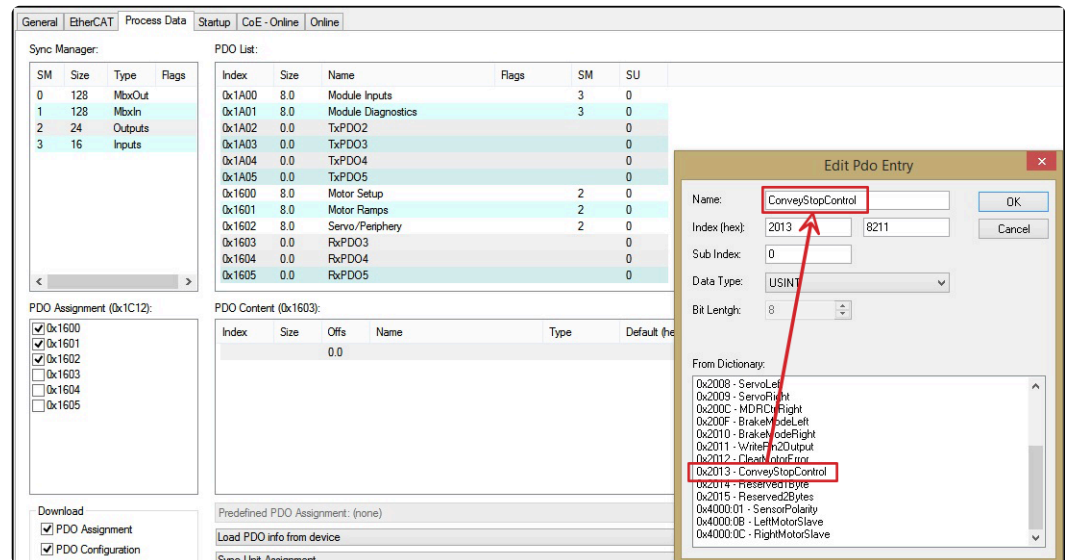 General EtherCAT Process Data Startup CoE - Online Online
Sync Manager:
SM Size Type Flags
0 128 MbxOut
1 128 MbxIn
2 24 Outputs
3 16 Inputs
PDO List:
Index Size Name Flags SM SU
0x1A00 8.0 Module Inputs 3 0
0x1A01 8.0 Module Diagnostics 3 0
0x1A02 0.0 TxPDO2 0
0x1A03 0.0 TxPDO3 0
0x1A04 0.0 TxPDO4 0
0x1A05 0.0 TxPDO5 0
0x1600 8.0 Motor Setup 2 0
0x1601 8.0 Motor Ramps 2 0
0x1602 8.0 Servo/Periphery 2 0
0x1603 0.0 RxPDO3 0
0x1604 0.0 RxPDO4 0
0x1605 0.0 RxPDO5 0
PDO Assignment (0x1C12):
0x1600
0x1601
0x1602
0x1603
0x1604
0x1605
PDO Content (0x1603):
Index Size Offs Name Type Default (he
0.0
Download
PDO Assignment
PDO Configuration
Predefined PDO Assignment: (none)
Load PDO info from device
Sync Unit Assignment
Edit Pdo Entry
Name: ConveyStopControl OK
Index (hex): 2013 8211 Cancel
Sub Index: 0
Data Type: USINT
Bit Lentgh: 8
From Dictionary:
0x2008 - ServoLeft
0x2009 - ServoRight
0x200C - MDRCtrRight
0x200F - BrakeModeLeft
0x2010 - BrakeModeRight
0x2011 - WritePin2Output
0x2012 - ClearMotorError
0x2013 - ConveyStopControl
0x2014 - Reserved1Byte
0x2015 - Reserved2Bytes
0x4000:01 - SensorPolarity
0x4000:0B - LeftMotorSlave
0x4000:0C - RightMotorSlave